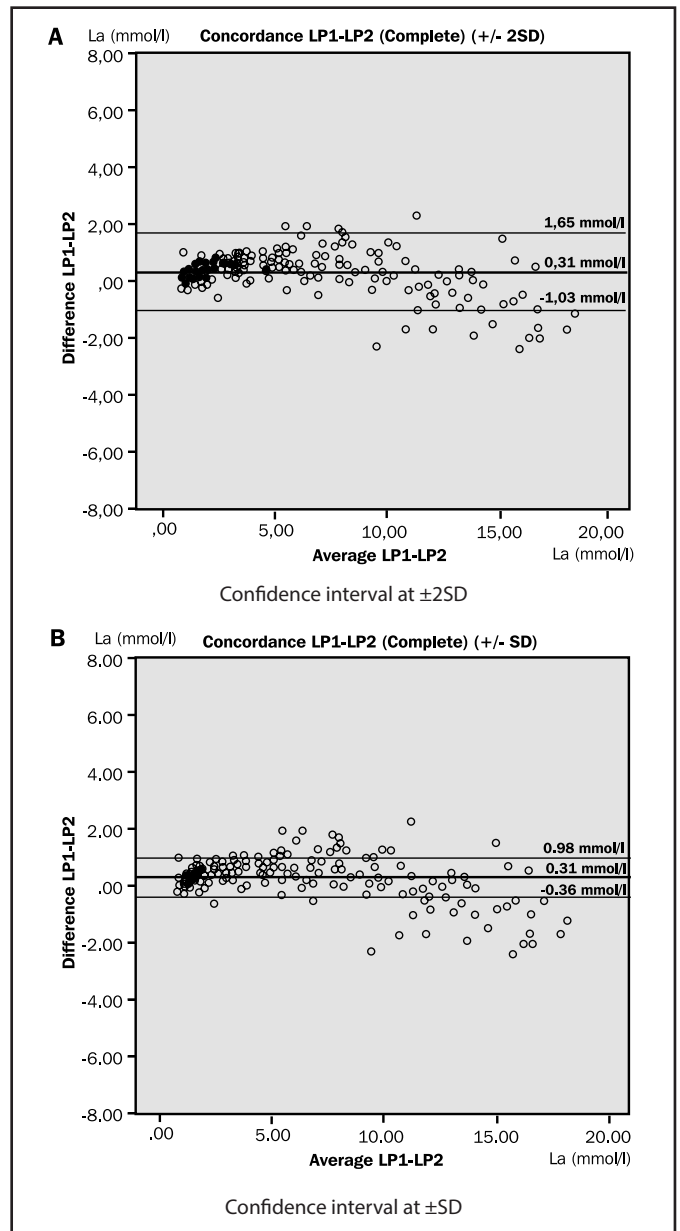 A La (mmol/l) Concordance LP1-LP2 (Complete) (+/- 2SD)
8,00
6,00
4,00
2,00
,00
-2,00
-4,00
-6,00
-8,00
Difference LP1-LP2
1,65 mmol/l
0,31 mmol/l
-1,03 mmol/l
,00 5,00 10,00 15,00 20,00
Average LP1-LP2 La (mmol/l)
Confidence interval at ±2SD
B La (mmol/l) Concordance LP1-LP2 (Complete) (+/- SD)
8.00
6.00
4.00
2.00
.00
-2.00
-4.00
-6.00
-8.00
Difference LP1-LP2
0.98 mmol/l
0.31 mmol/l
-0.36 mmol/l
.00 5.00 10.00 15.00 20.00
Average LP1-LP2 La (mmol/l)
Confidence interval at ±SD